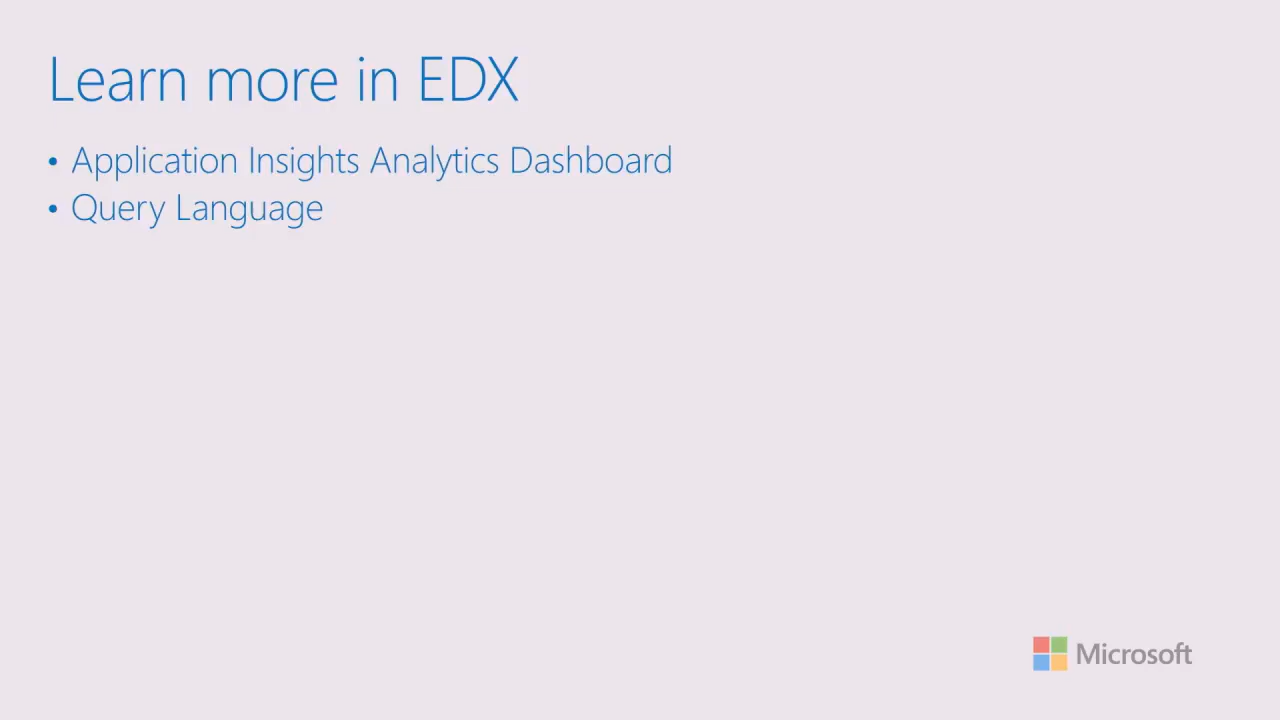 Learn more in EDX
• Application Insights Analytics Dashboard
• Query Language
Microsoft